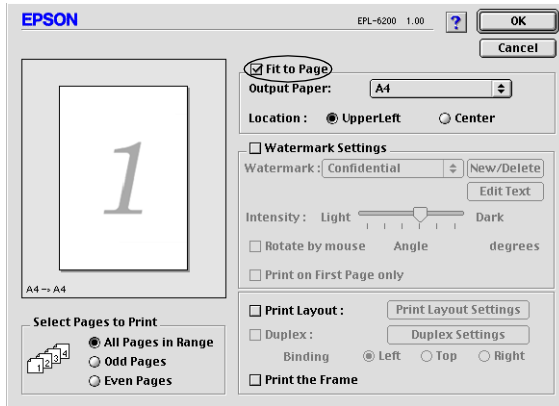 EPSON
EPL-6200 1.00
?
OK
Cancel
Fit to Page
Output Paper: A4
Location : UpperLeft Center
1
A4 -> A4
Watermark Settings
Watermark : Confidential New/Delete
Edit Text
Intensity : Light Dark
Rotate by mouse Angle degrees
Print on First Page only
Select Pages to Print
1 2 3 4
All Pages in Range
Odd Pages
Even Pages
Print Layout : Print Layout Settings
Duplex : Duplex Settings
Binding Left Top Right
Print the Frame